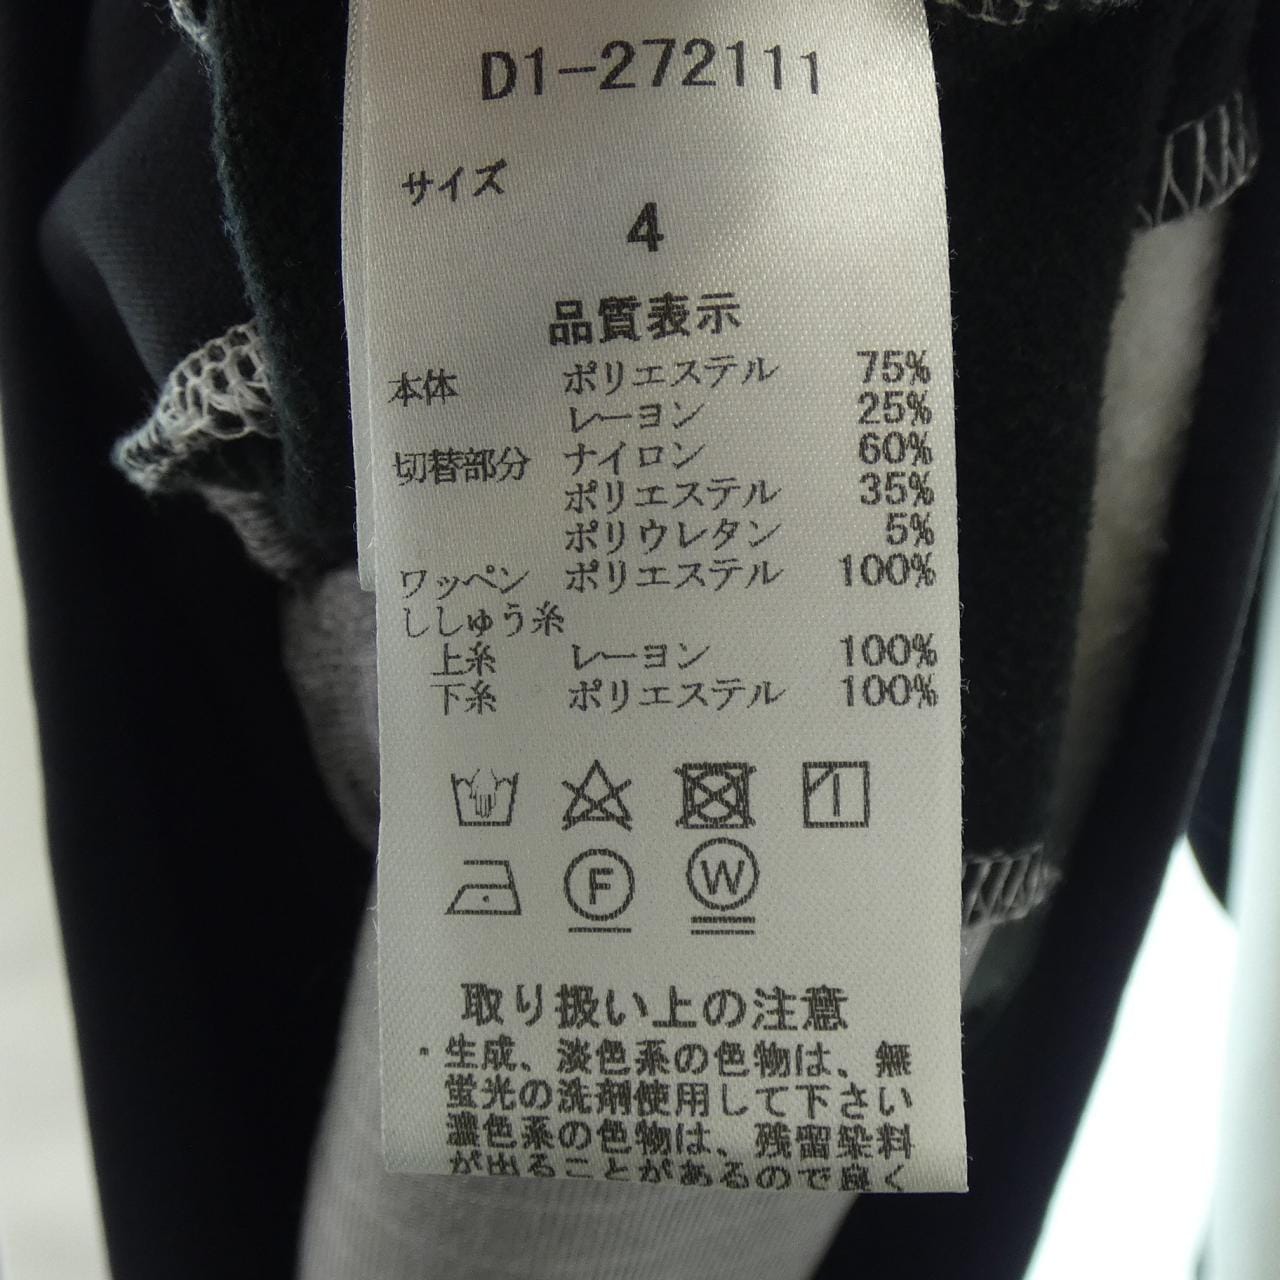 D1-272111
サイズ
4
品質表示
本体 ポリエステル 75%
レーヨン 25%
切替部分 ナイロン 60%
ポリエステル 35%
ポリウレタン 5%
ワッペン ポリエステル 100%
ししゅう糸
上糸 レーヨン 100%
下糸 ポリエステル 100%
F W
取り扱い上の注意
・生成、淡色系の色物は、無
蛍光の洗剤使用して下さい
濃色系の色物は、残留染料
が出ることがあるので良く